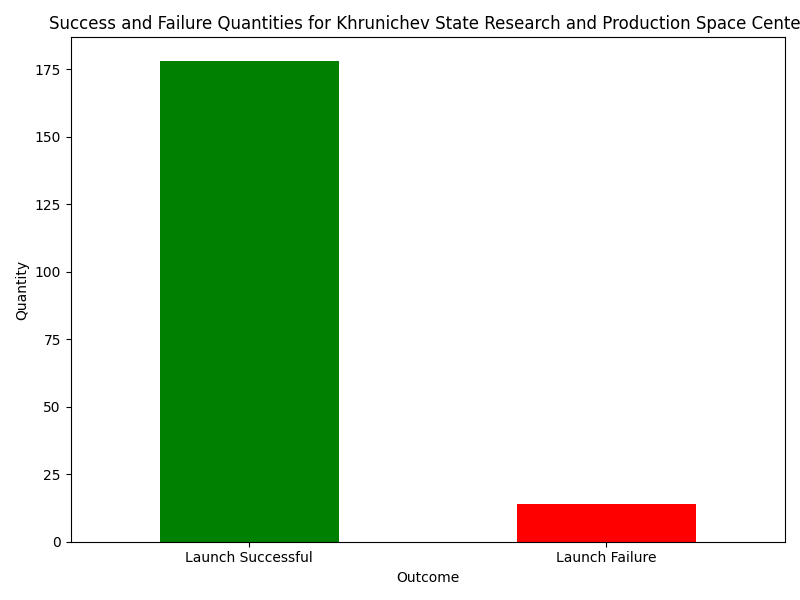 Success and Failure Quantities for Khrunichev State Research and Production Space Cente
175
150
125
100
75
50
25
0
Quantity
Launch Successful
Launch Failure
Outcome